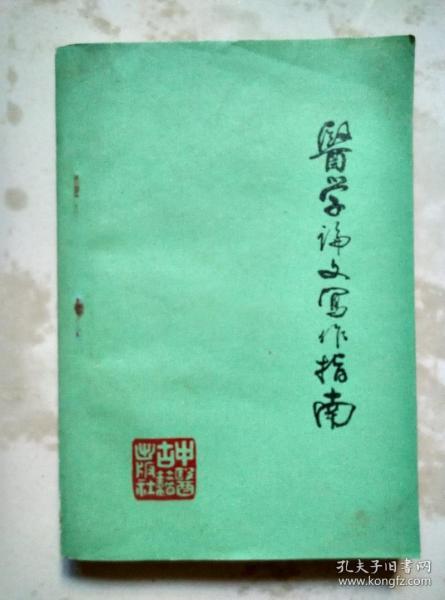 醫学論文写作指南
中醫
古籍
出版社
孔夫子旧书网
www.kongfz.com